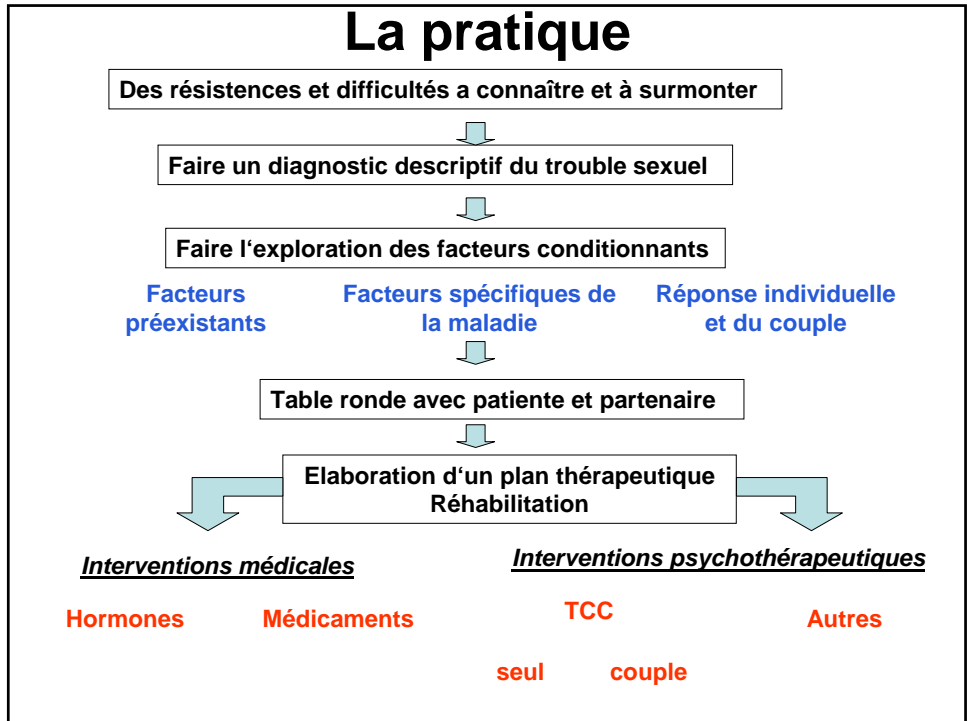 La pratique
Des résistences et difficultés a connaître et à surmonter
Faire un diagnostic descriptif du trouble sexuel
Faire l‘exploration des facteurs conditionnants
Facteurs
préexistants
Facteurs spécifiques de
la maladie
Réponse individuelle
et du couple
Table ronde avec patiente et partenaire
Elaboration d‘un plan thérapeutique
Réhabilitation
Interventions médicales
Interventions psychothérapeutiques
Hormones
Médicaments
TCC
Autres
seul
couple